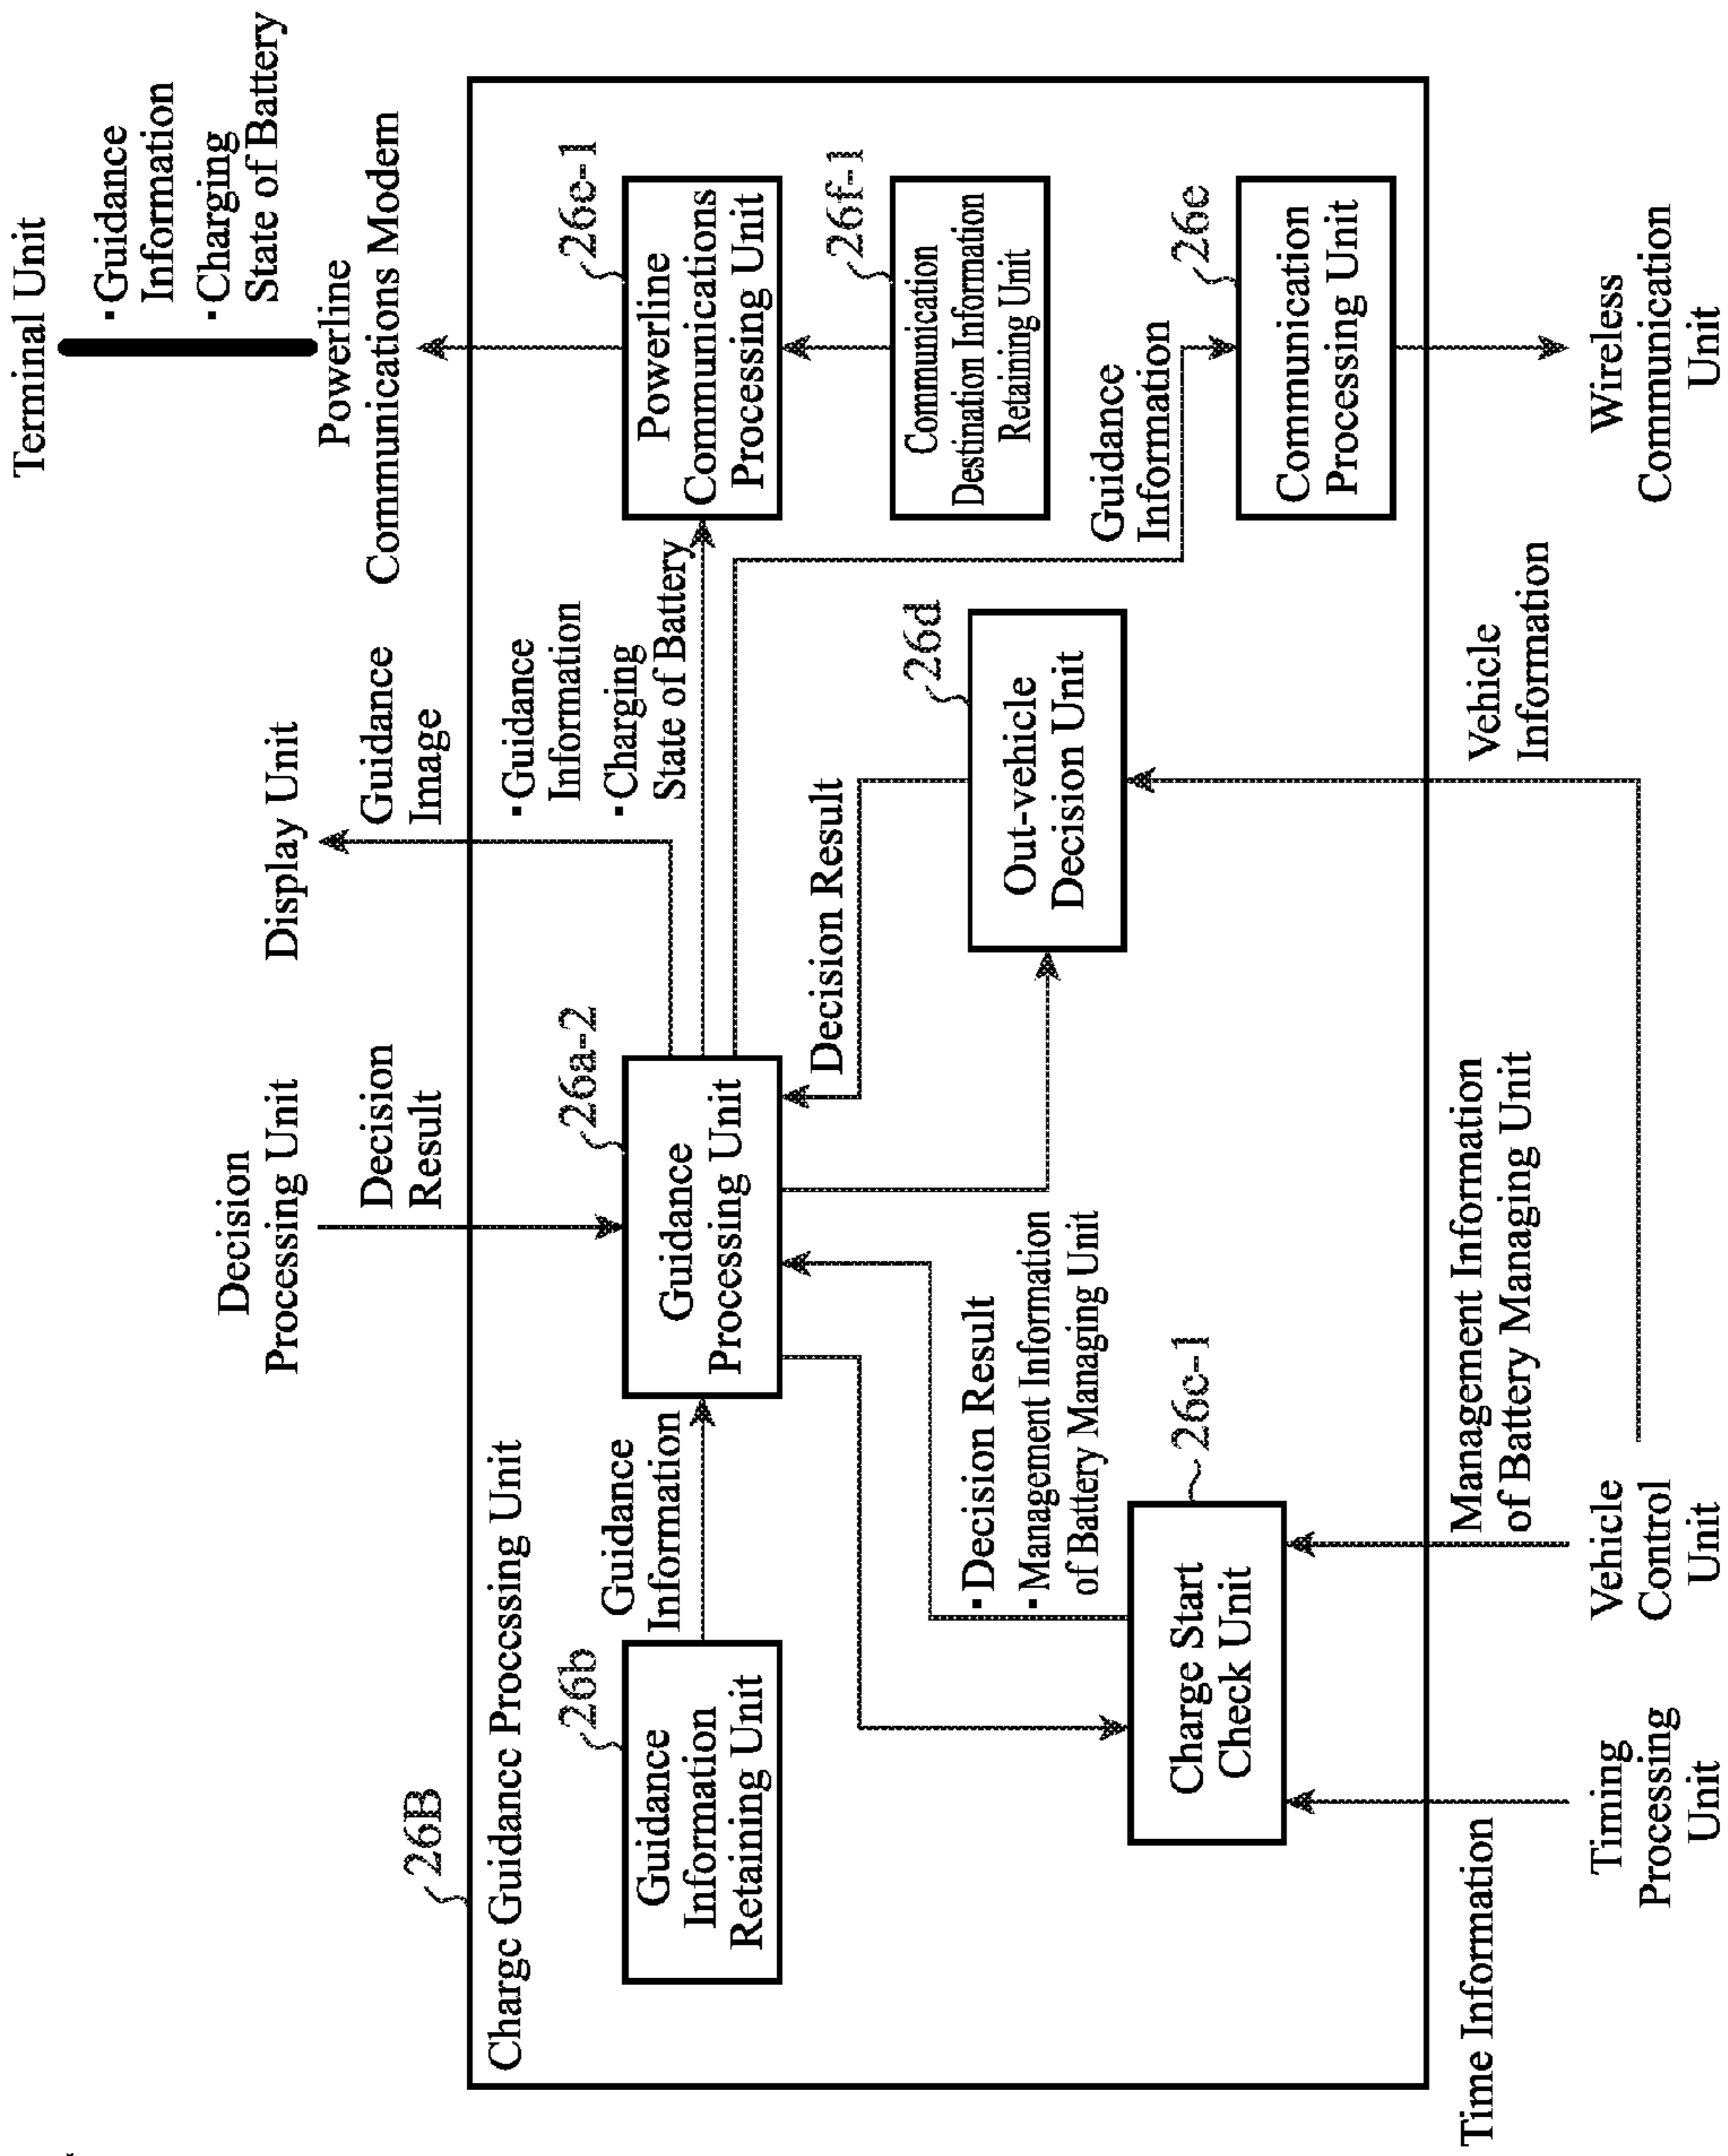 Terminal Unit
・Guidance
Information
・Charging
State of Battery
Powerline
Communications Modem
Display Unit
Guidance
Image
Decision
Processing Unit
Decision
Result
26B
Charge Guidance Processing Unit
26b
Guidance
Information
Retaining Unit
Guidance
Information
26a-2
Guidance
Processing Unit
・Guidance
Information
・Charging
State of Battery
26e-1
Powerline
Communications
Processing Unit
26f-1
Communication
Destination Information
Retaining Unit
Guidance
Information
26e
Communication
Processing Unit
Decision Result
26d
Out-vehicle
Decision Unit
・Decision Result
・Management Information
of Battery Managing Unit
26c-1
Charge Start
Check Unit
Time Information
Timing
Processing
Unit
Management Information
of Battery Managing Unit
Vehicle
Control
Unit
Vehicle
Information
Wireless
Communication
Unit